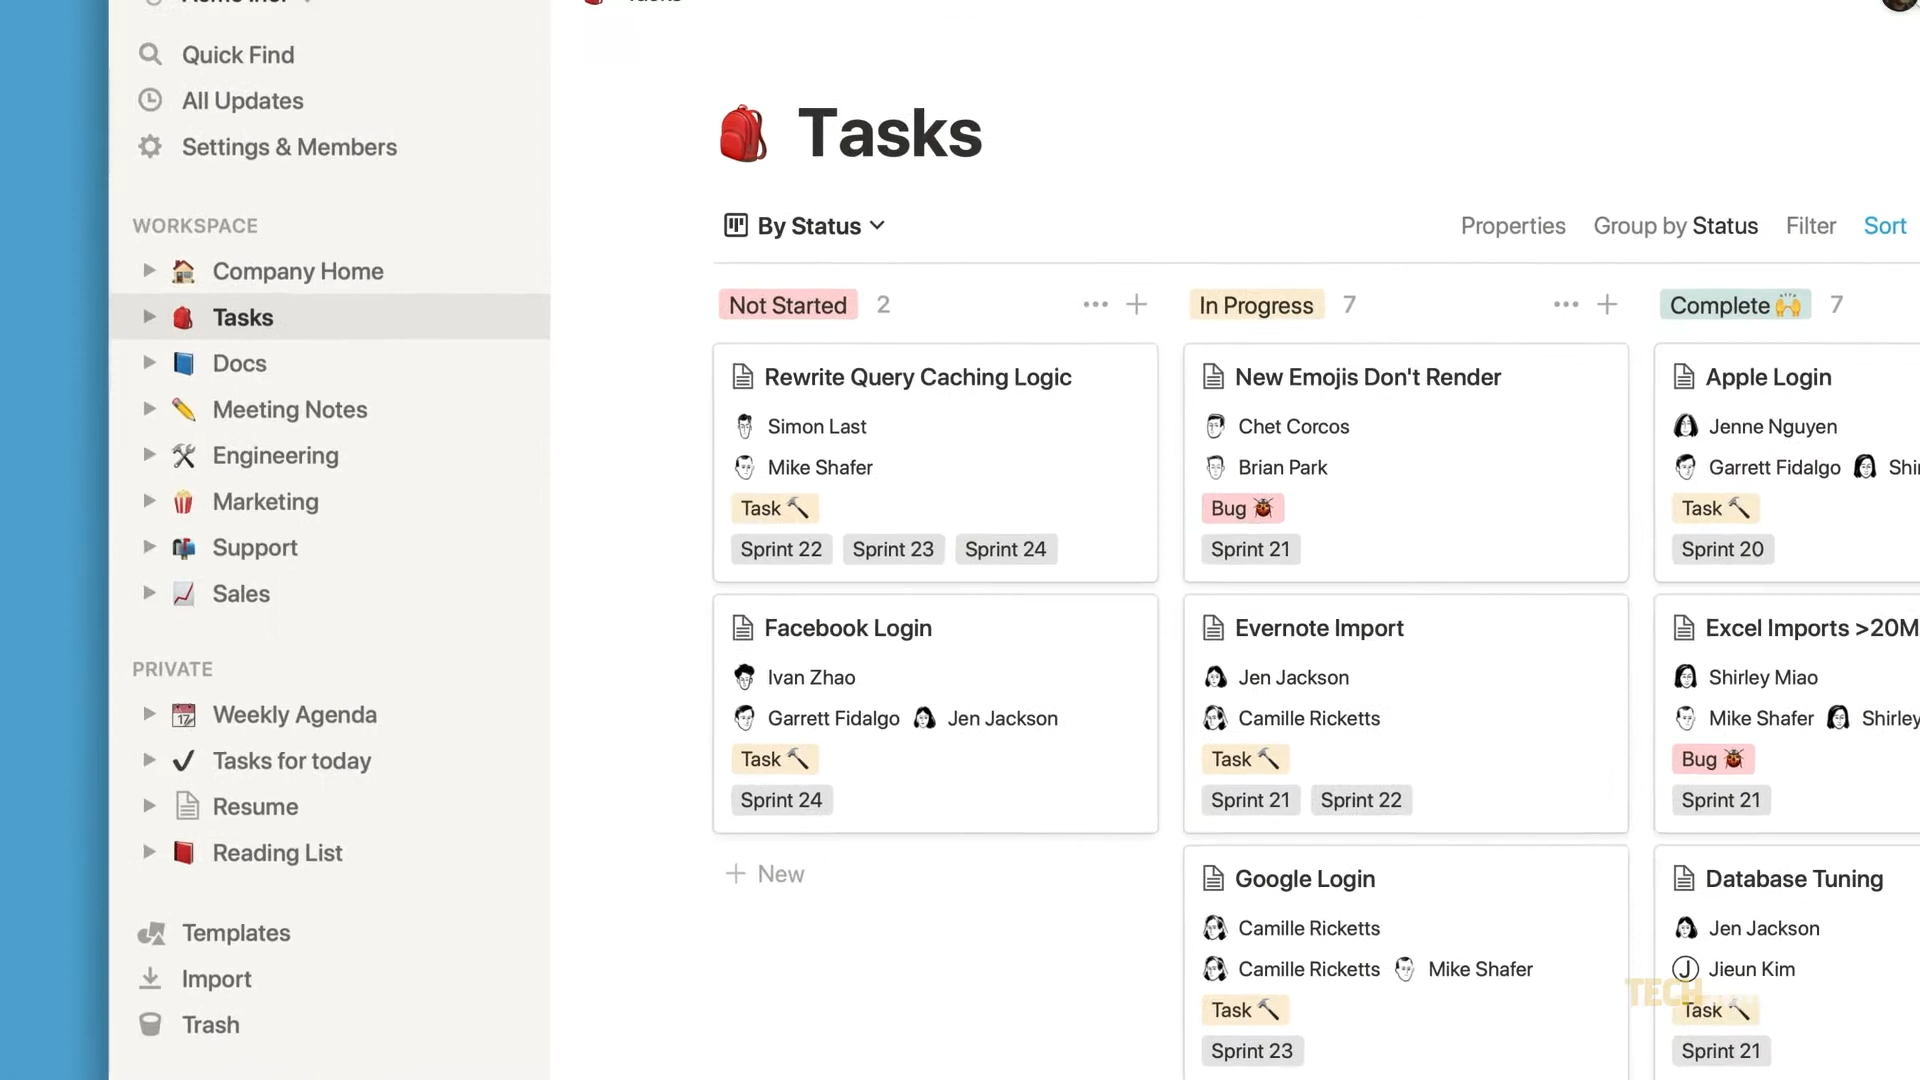 Quick Find
All Updates
Settings & Members
WORKSPACE
Company Home
Tasks
Docs
Meeting Notes
Engineering
Marketing
Support
Sales
PRIVATE
Weekly Agenda
Tasks for today
Resume
Reading List
Templates
Import
Trash
Tasks
By Status
Properties Group by Status Filter Sort
Not Started 2
Rewrite Query Caching Logic
Simon Last
Mike Shafer
Task
Sprint 22 Sprint 23 Sprint 24
Facebook Login
Ivan Zhao
Garrett Fidalgo Jen Jackson
Task
Sprint 24
New
In Progress 7
New Emojis Don't Render
Chet Corcos
Brian Park
Bug
Sprint 21
Evernote Import
Jen Jackson
Camille Ricketts
Task
Sprint 21 Sprint 22
Google Login
Camille Ricketts
Camille Ricketts Mike Shafer
Task
Sprint 23
Complete 7
Apple Login
Jenne Nguyen
Garrett Fidalgo Shi
Task
Sprint 20
Excel Imports >20M
Shirley Miao
Mike Shafer Shirley
Bug
Sprint 21
Database Tuning
Jen Jackson
J Jieun Kim
Task
Sprint 21
TECH